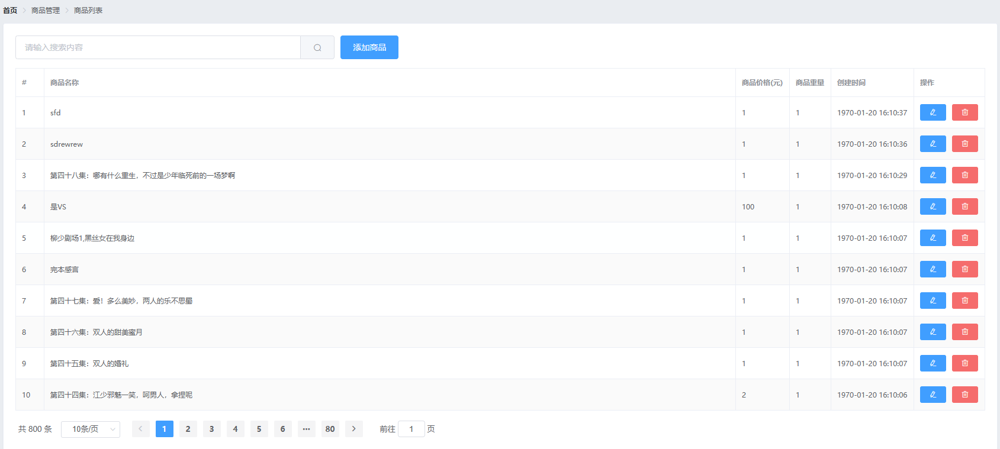 首页 商品管理 商品列表
请输入搜索内容 添加商品
# 商品名称 商品价格(元) 商品重量 创建时间 操作
1 sfd 1 1 1970-01-20 16:10:37
2 sdrewrew 1 1 1970-01-20 16:10:36
3 第四十八集：哪有什么重生，不过是少年临死前的一场梦啊 1 1 1970-01-20 16:10:29
4 是VS 100 1 1970-01-20 16:10:08
5 柳少剧场1,黑丝女在我身边 1 1 1970-01-20 16:10:07
6 完本感言 1 1 1970-01-20 16:10:07
7 第四十七集：爱！多么美妙，两人的乐不思蜀 1 1 1970-01-20 16:10:07
8 第四十六集：双人的甜美蜜月 1 1 1970-01-20 16:10:07
9 第四十五集：双人的婚礼 1 1 1970-01-20 16:10:07
10 第四十四集：江少邪魅一笑，呵男人，拿捏呢 2 1 1970-01-20 16:10:06
共 800 条 10条/页 1 2 3 4 5 6 ··· 80 前往 1 页